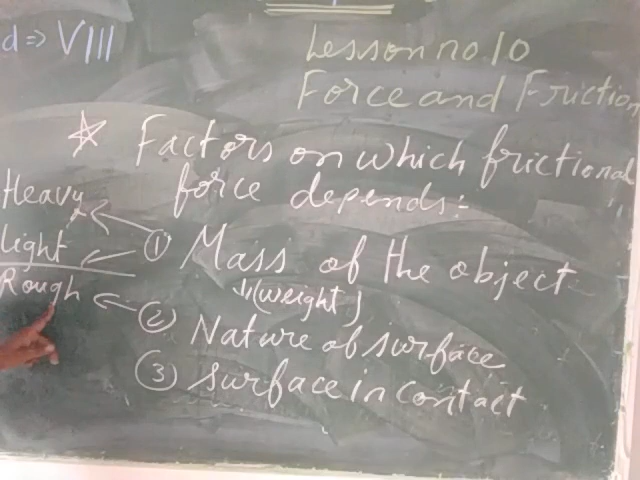 d => VIII
Lesson no.10
Force and Friction
* Factors on which frictional
force depends:-
Heavy
Light
① Mass of the object
(weight)
Rough
② Nature of surface
③ Surface in contact